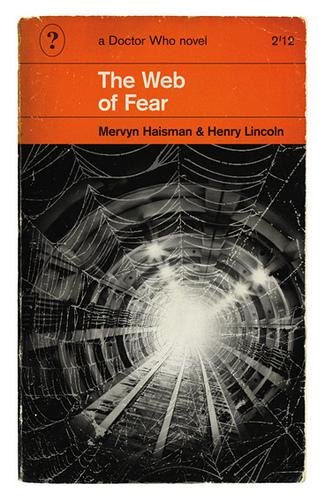 ?
a Doctor Who novel 2'12
The Web
of Fear
Mervyn Haisman & Henry Lincoln